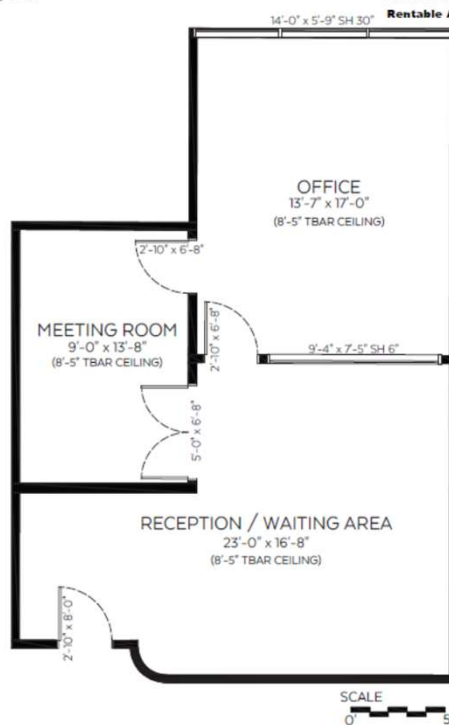 Rentable A
14'-0" x 5'-9" SH 30"
OFFICE
13'-7" x 17'-0"
(8'-5" TBAR CEILING)
2'-10" x 6'-8"
MEETING ROOM
9'-0" x 13'-8"
(8'-5" TBAR CEILING)
2'-10" x 6'-8"
9'-4" x 7'-5" SH 6"
5'-0" x 6'-8"
RECEPTION / WAITING AREA
23'-0" x 16'-8"
(8'-5" TBAR CEILING)
2'-10" x 8'-0"
SCALE
0' 5